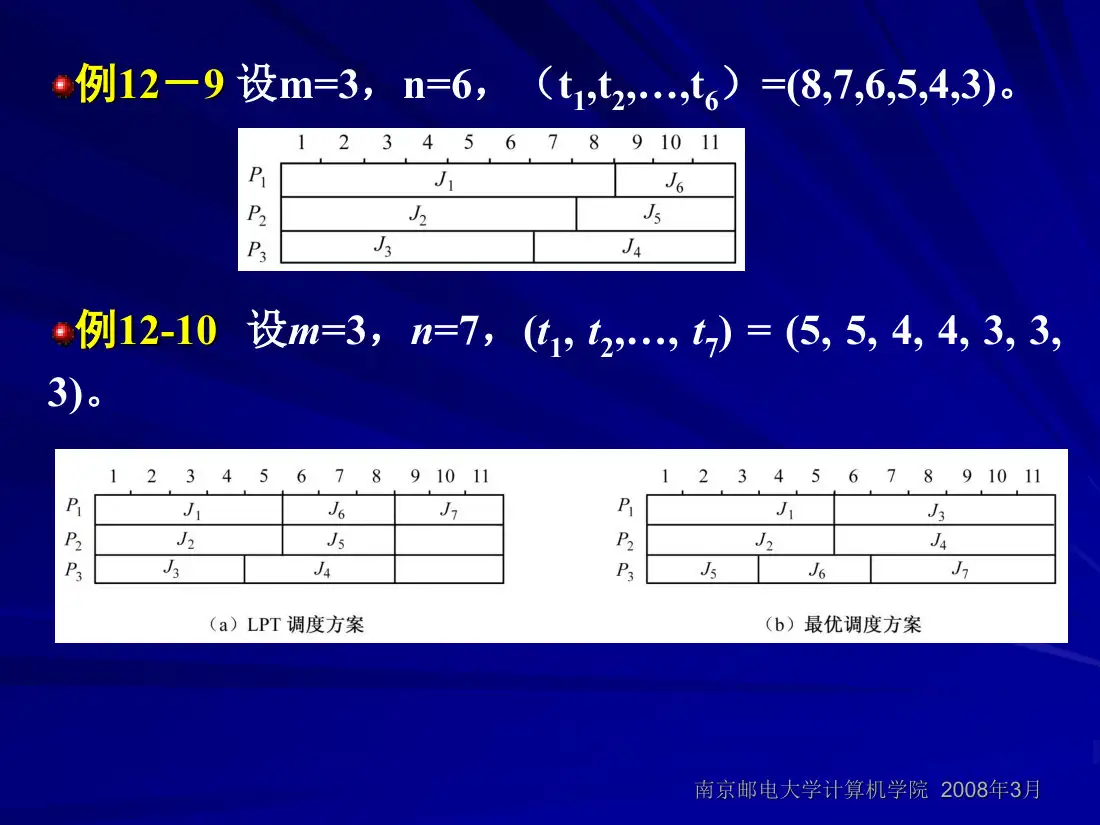 例12－9 设m=3，n=6，（t1,t2,…,t6）=(8,7,6,5,4,3)。
1 2 3 4 5 6 7 8 9 10 11
P1 J1 J6
P2 J2 J5
P3 J3 J4
例12-10 设m=3，n=7，(t1, t2,…, t7) = (5, 5, 4, 4, 3, 3,
3)。
1 2 3 4 5 6 7 8 9 10 11
P1 J1 J6 J7
P2 J2 J5
P3 J3 J4
（a）LPT 调度方案
1 2 3 4 5 6 7 8 9 10 11
P1 J1 J3
P2 J2 J4
P3 J5 J6 J7
（b）最优调度方案
南京邮电大学计算机学院 2008年3月